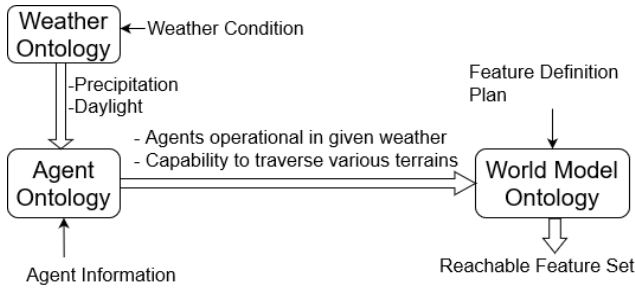 Weather
Ontology
Weather Condition
-Precipitation
-Daylight
Feature Definition
Plan
- Agents operational in given weather
- Capability to traverse various terrains
Agent
Ontology
World Model
Ontology
Agent Information
Reachable Feature Set